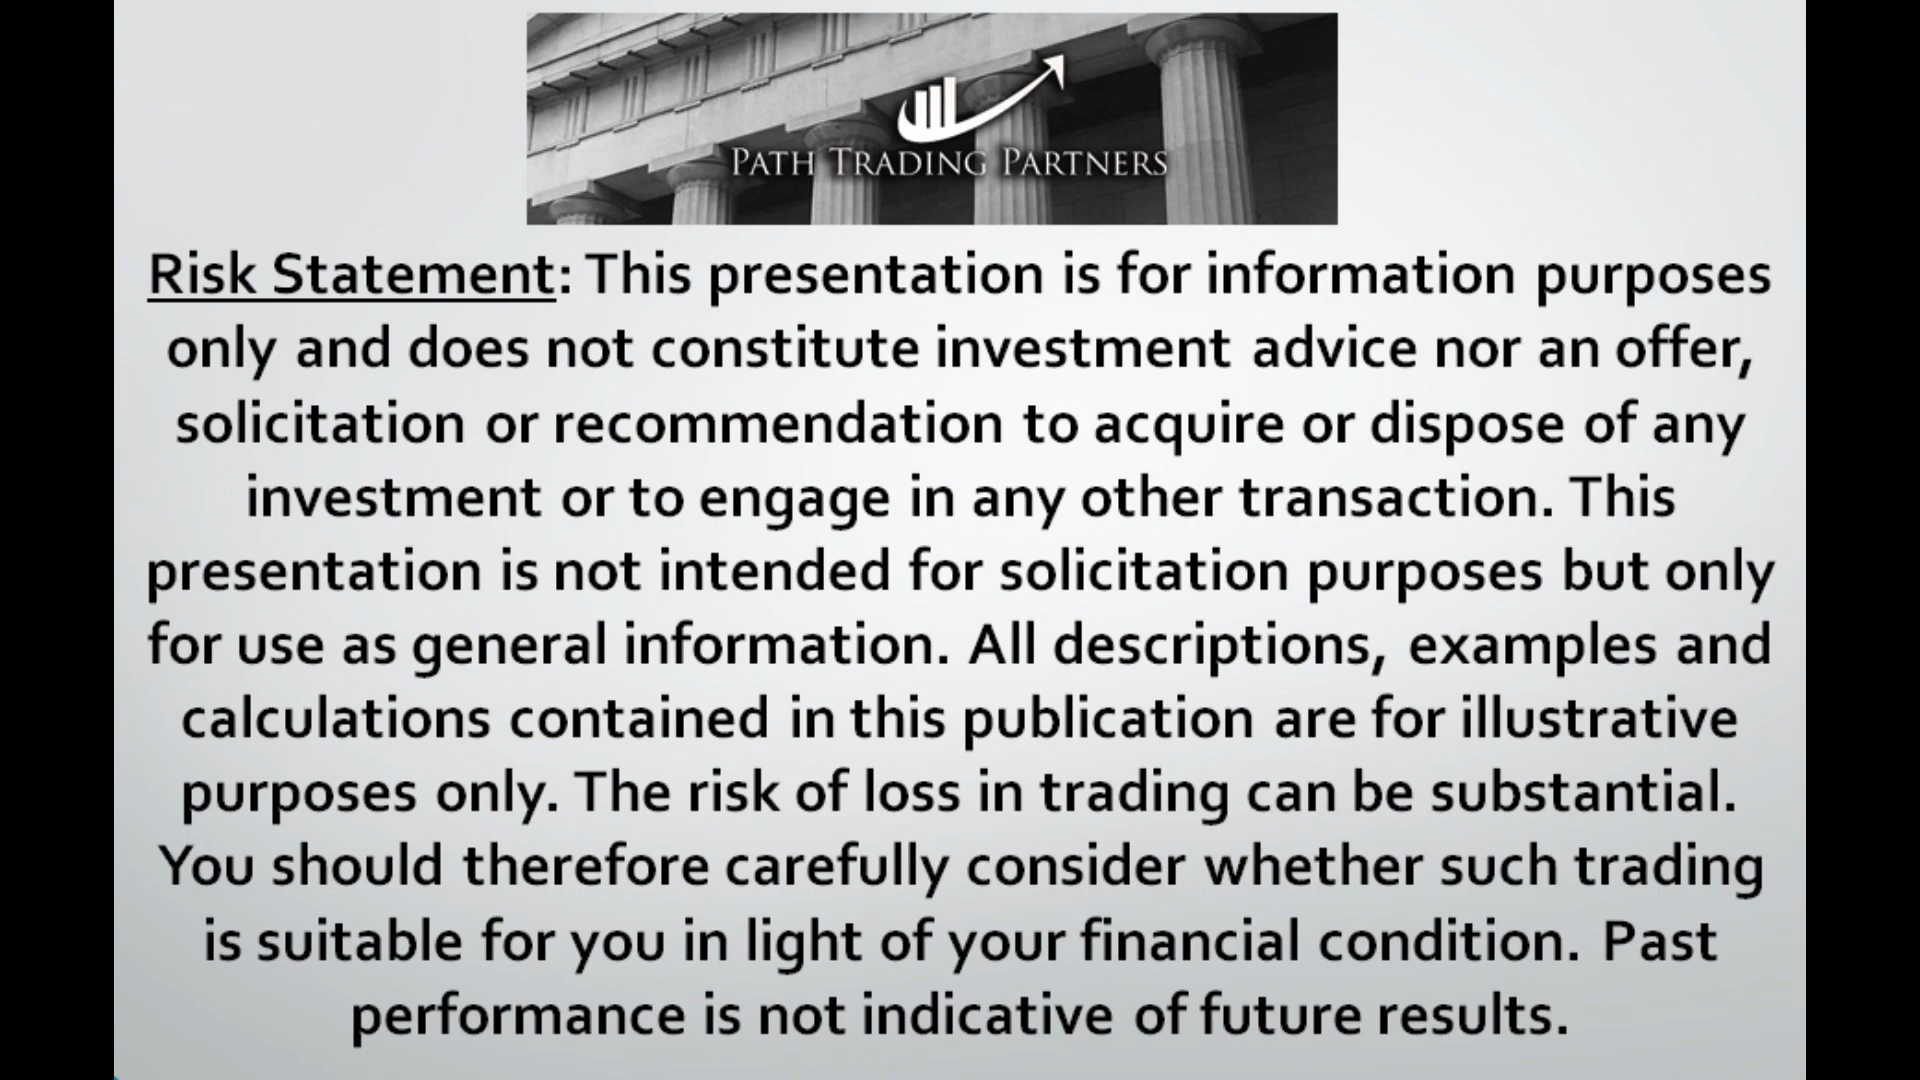 PATH TRADING PARTNERS
Risk Statement: This presentation is for information purposes
only and does not constitute investment advice nor an offer,
solicitation or recommendation to acquire or dispose of any
investment or to engage in any other transaction. This
presentation is not intended for solicitation purposes but only
for use as general information. All descriptions, examples and
calculations contained in this publication are for illustrative
purposes only. The risk of loss in trading can be substantial.
You should therefore carefully consider whether such trading
is suitable for you in light of your financial condition. Past
performance is not indicative of future results.